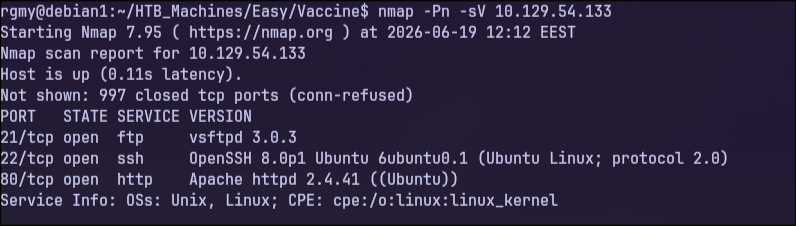 rgmy@debian1:~/HTB_Machines/Easy/Vaccine$ nmap -Pn -sV 10.129.54.133
Starting Nmap 7.95 ( https://nmap.org ) at 2026-06-19 12:12 EEST
Nmap scan report for 10.129.54.133
Host is up (0.11s latency).
Not shown: 997 closed tcp ports (conn-refused)
PORT   STATE SERVICE VERSION
21/tcp open  ftp     vsftpd 3.0.3
22/tcp open  ssh     OpenSSH 8.0p1 Ubuntu 6ubuntu0.1 (Ubuntu Linux; protocol 2.0)
80/tcp open  http    Apache httpd 2.4.41 ((Ubuntu))
Service Info: OSs: Unix, Linux; CPE: cpe:/o:linux:linux_kernel